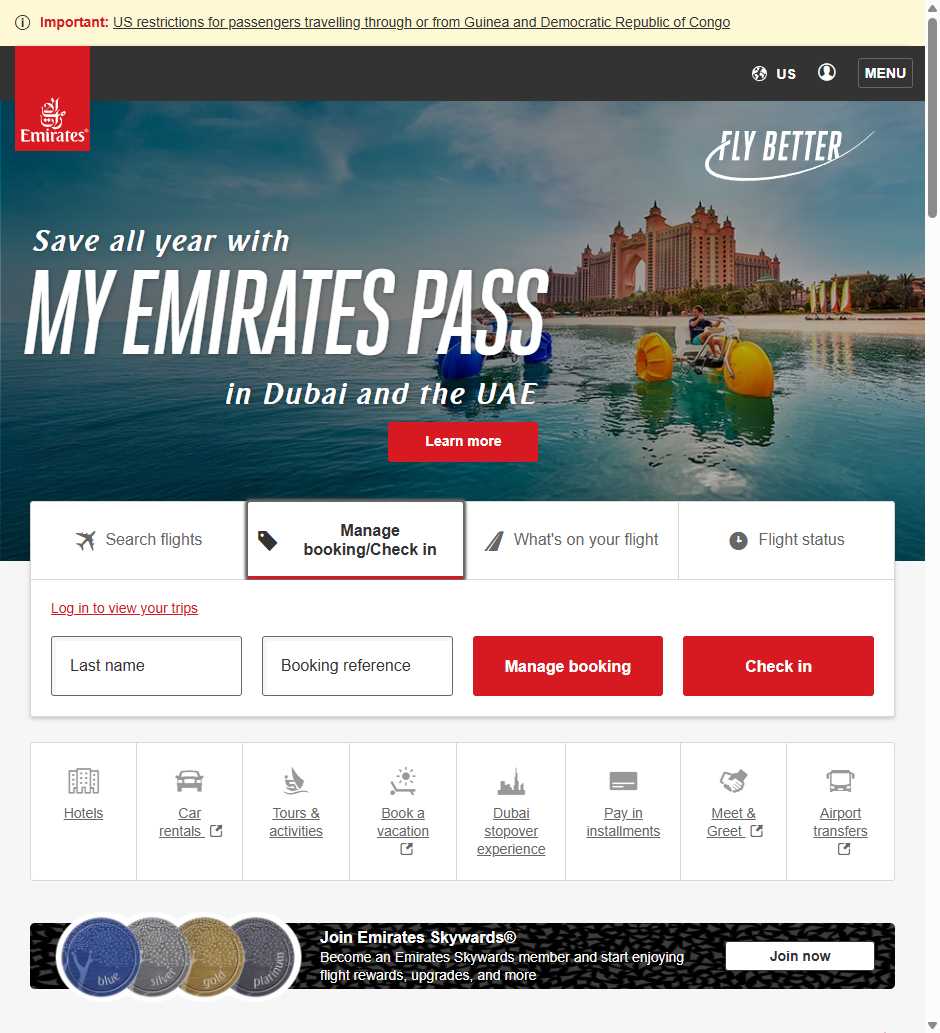 Important: US restrictions for passengers travelling through or from Guinea and Democratic Republic of Congo
US
MENU
Emirates
FLY BETTER
Save all year with
MY EMIRATES PASS
in Dubai and the UAE
Learn more
Search flights
Manage
booking/Check in
What's on your flight
Flight status
Log in to view your trips
Last name
Booking reference
Manage booking
Check in
Hotels
Car
rentals
Tours &
activities
Book a
vacation
Dubai
stopover
experience
Pay in
installments
Meet &
Greet
Airport
transfers
blue
silver
gold
platinum
Join Emirates Skywards®
Become an Emirates Skywards member and start enjoying
flight rewards, upgrades, and more
Join now